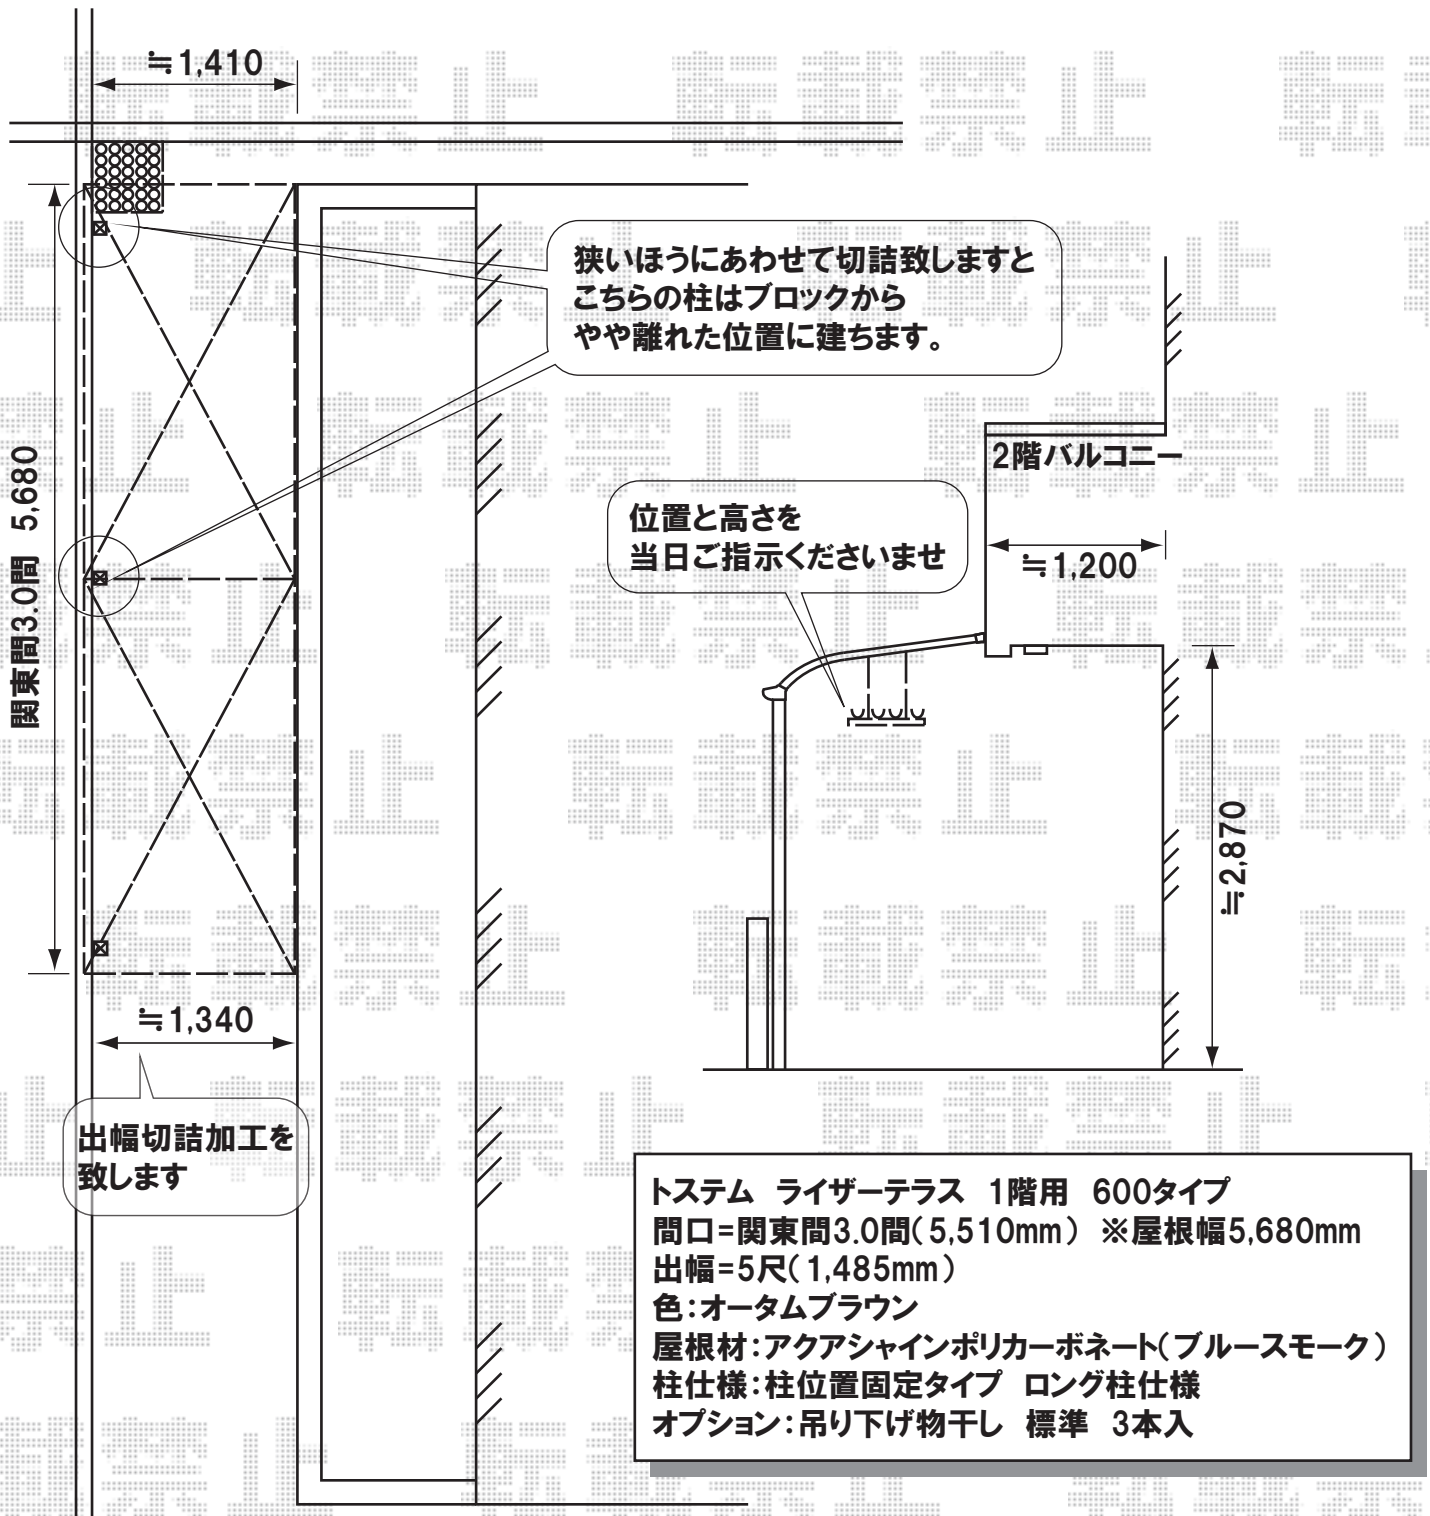 ≒1,410
狭いほうにあわせて切詰致しますと
こちらの柱はブロックから
やや離れた位置に建ちます。
関東間3.0間 5,680
2階バルコニー
位置と高さを
当日ご指示くださいませ
≒1,200
≒2,870
≒1,340
出幅切詰加工を
致します
トステム ライザーテラス 1階用 600タイプ
間口=関東間3.0間(5,510mm) ※屋根幅5,680mm
出幅=5尺(1,485mm)
色:オータムブラウン
屋根材:アクアシャインポリカーボネート(ブルースモーク)
柱仕様:柱位置固定タイプ ロング柱仕様
オプション:吊り下げ物干し 標準 3本入
転載禁止